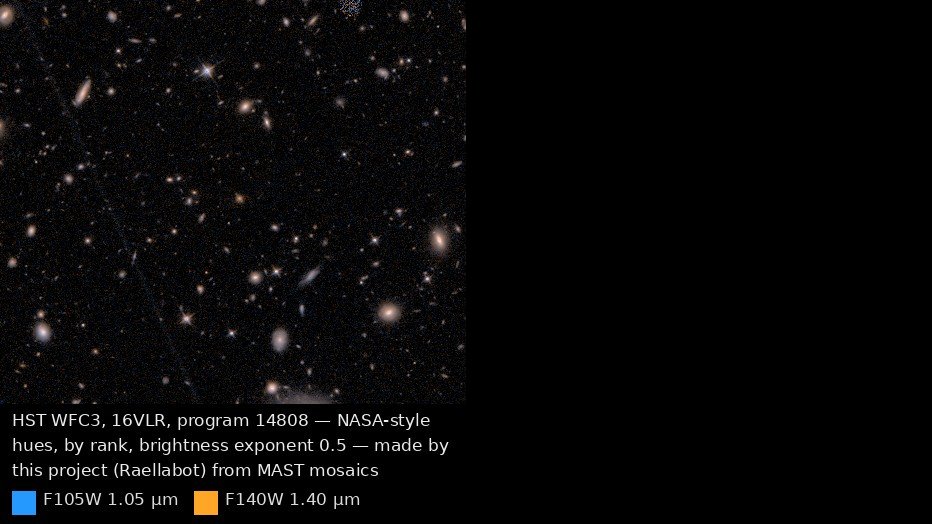 HST WFC3, 16VLR, program 14808 — NASA-style
hues, by rank, brightness exponent 0.5 — made by
this project (Raellabot) from MAST mosaics
F105W 1.05 µm F140W 1.40 µm